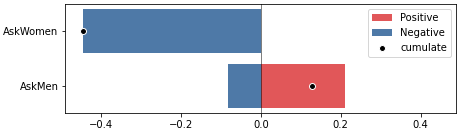 AskWomen
AskMen
Positive
Negative
cumulate
−0.4
−0.2
0.0
0.2
0.4